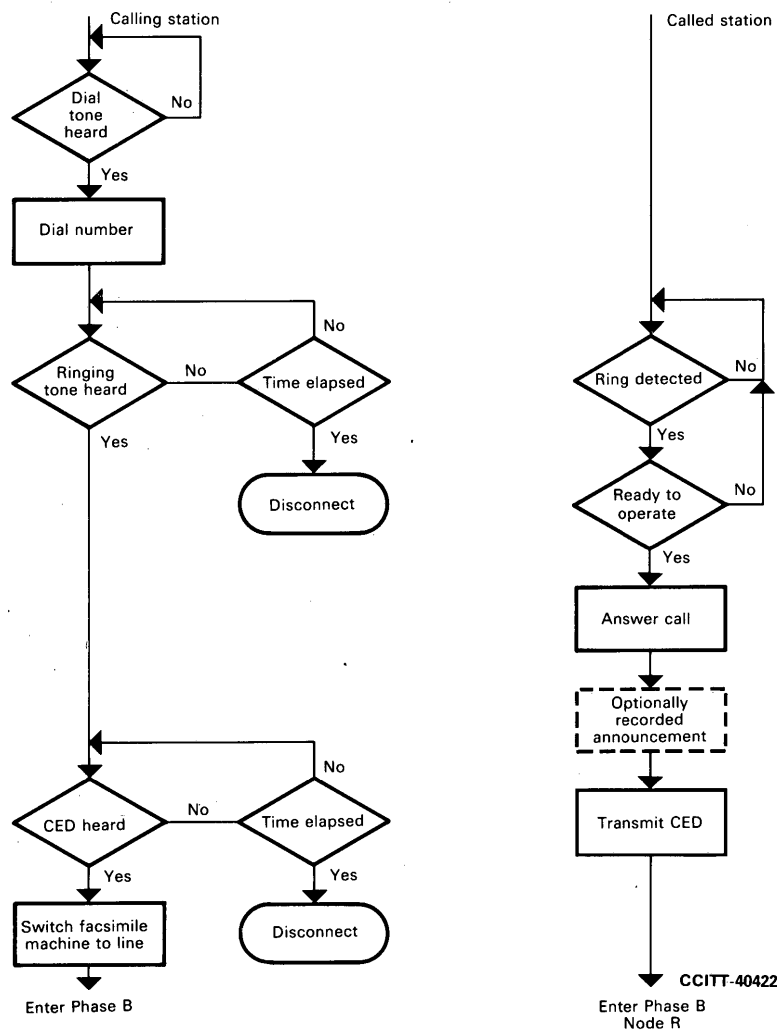 Calling station
Dial
tone
heard
No
Yes
Dial number
Ringing
tone heard
No
Time elapsed
No
Yes
Yes
Disconnect
CED heard
No
Time elapsed
No
Yes
Yes
Switch facsimile
machine to line
Disconnect
Enter Phase B
Called station
Ring detected
No
Yes
Ready to
operate
No
Yes
Answer call
Optionally
recorded
announcement
Transmit CED
CCITT-40422
Enter Phase B
Node R